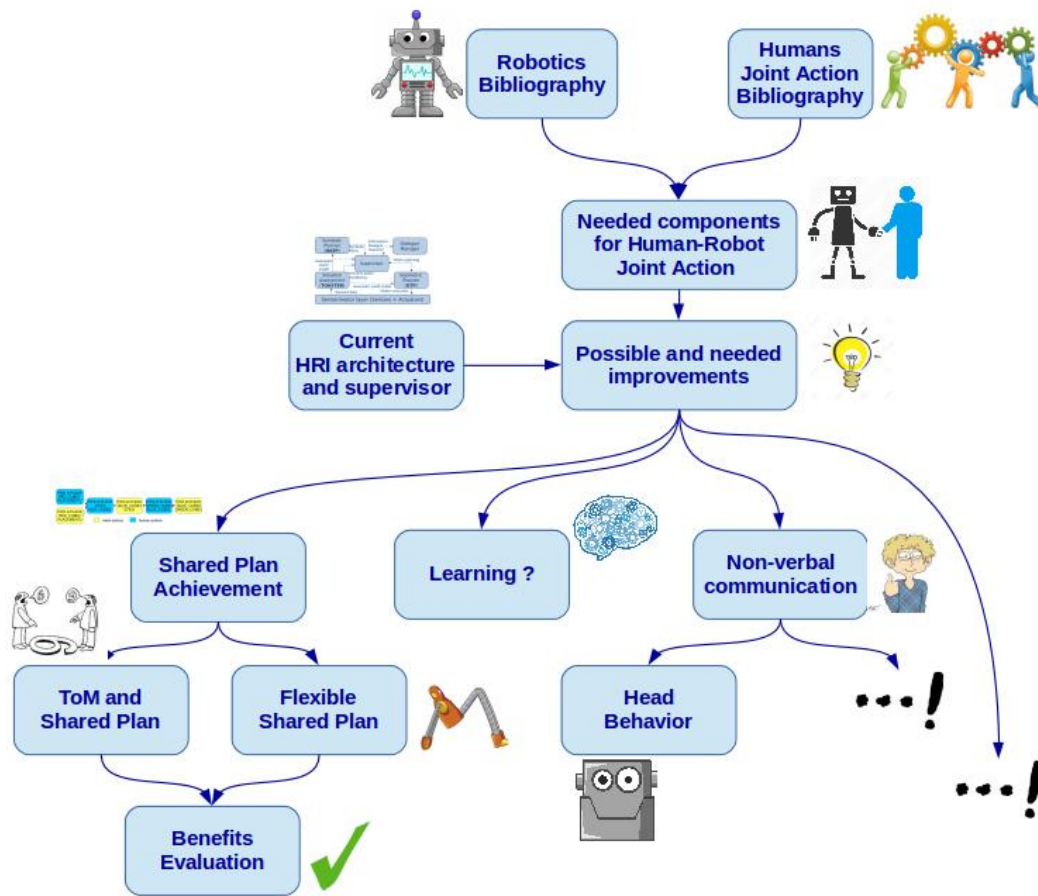 Robotics
Bibliography
Humans
Joint Action
Bibliography
Needed components
for Human-Robot
Joint Action
Supervisor
Current
HRI architecture
and supervisor
Possible and needed
improvements
Shared Plan
Achievement
Learning ?
Non-verbal
communication
ToM and
Shared Plan
Flexible
Shared Plan
Head
Behavior
---!
---!
Benefits
Evaluation